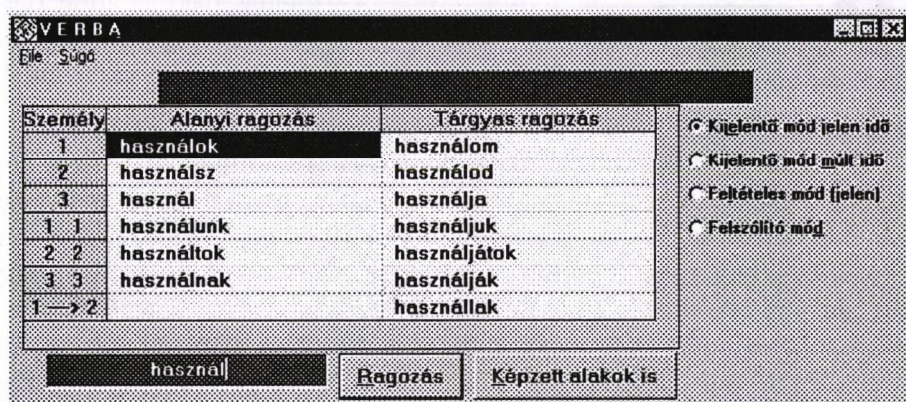 VERBA
File Súgó
Személy Alanyi ragozás Tárgyas ragozás
1 használok használom
2 használsz használod
3 használ használja
1 1 használunk használjuk
2 2 használtok használjátok
3 3 használnak használják
1 —> 2 használlak
Kijelentő mód jelen idő
Kijelentő mód múlt idő
Feltételes mód (jelen)
Felszólító mód
használ
Ragozás Képzett alakok is